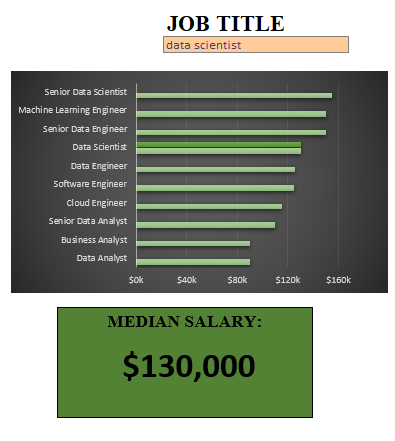 JOB TITLE
data scientist
Senior Data Scientist
Machine Learning Engineer
Senior Data Engineer
Data Scientist
Data Engineer
Software Engineer
Cloud Engineer
Senior Data Analyst
Business Analyst
Data Analyst
$0k $40k $80k $120k $160k
MEDIAN SALARY:
$130,000